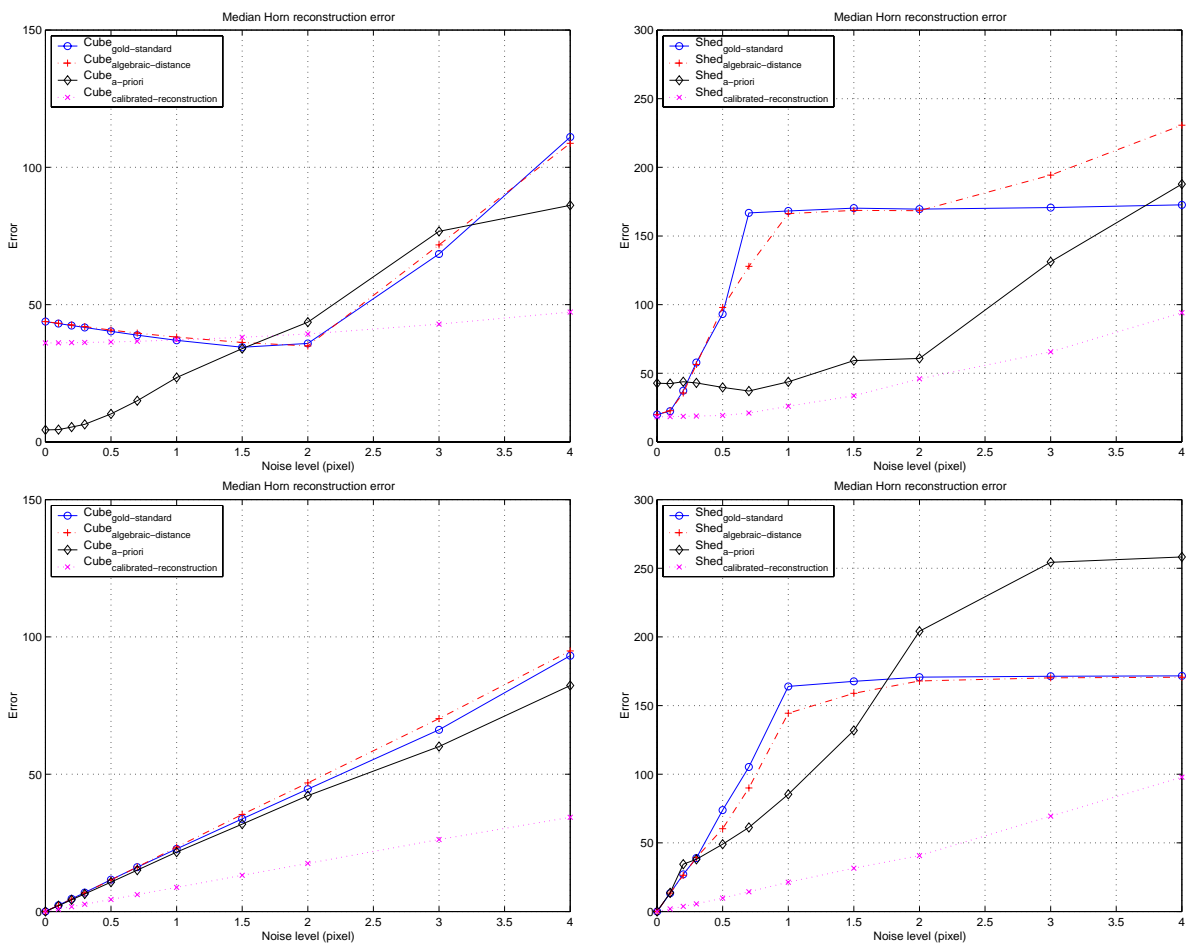 Median Horn reconstruction error
150
100
50
0
Error
Cube gold-standard
Cube algebraic-distance
Cube a-priori
Cube calibrated-reconstruction
0 0.5 1 1.5 2 2.5 3 3.5 4
Noise level (pixel)
Median Horn reconstruction error
300
250
200
150
100
50
0
Error
Shed gold-standard
Shed algebraic-distance
Shed a-priori
Shed calibrated-reconstruction
0 0.5 1 1.5 2 2.5 3 3.5 4
Noise level (pixel)
Median Horn reconstruction error
150
100
50
0
Error
Cube gold-standard
Cube algebraic-distance
Cube a-priori
Cube calibrated-reconstruction
0 0.5 1 1.5 2 2.5 3 3.5 4
Noise level (pixel)
Median Horn reconstruction error
300
250
200
150
100
50
0
Error
Shed gold-standard
Shed algebraic-distance
Shed a-priori
Shed calibrated-reconstruction
0 0.5 1 1.5 2 2.5 3 3.5 4
Noise level (pixel)